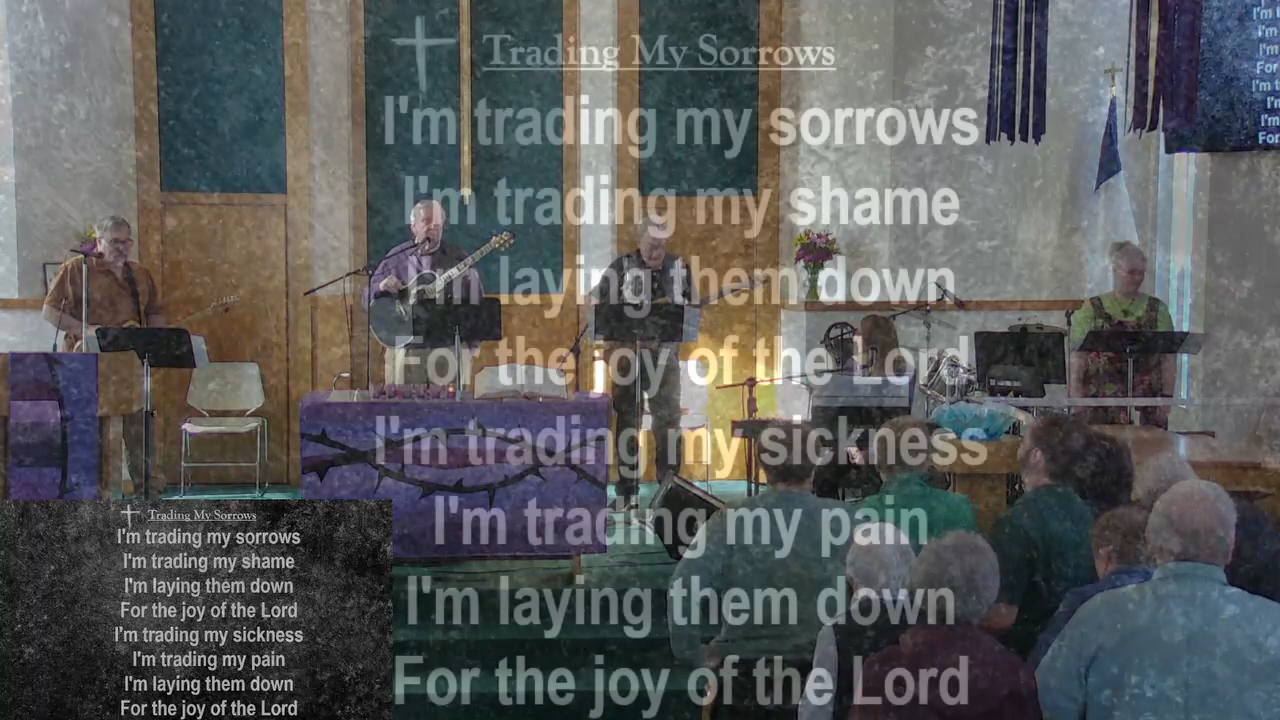 Trading My Sorrows
I'm trading my sorrows
I'm trading my shame
I'm laying them down
For the joy of the Lord
I'm trading my sickness
I'm trading my pain
I'm laying them down
For the joy of the Lord
Trading My Sorrows
I'm trading my sorrows
I'm trading my shame
I'm laying them down
For the joy of the Lord
I'm trading my sickness
I'm trading my pain
I'm laying them down
For the joy of the Lord
I'm
I'm
I'm
For
I'm
I'm
For